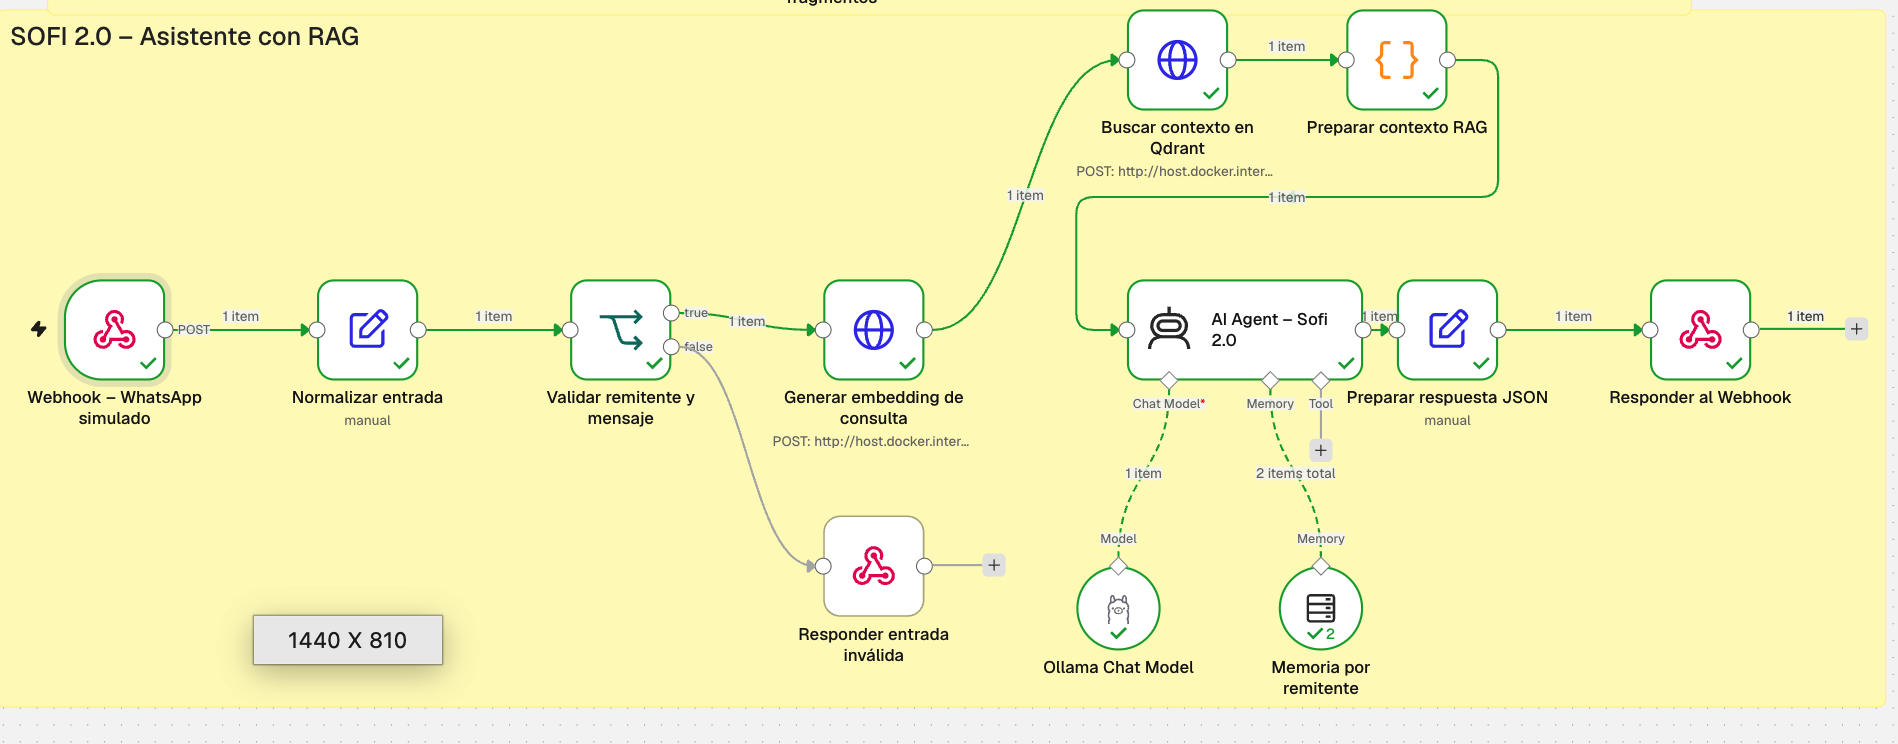 fragmentos
SOFI 2.0 – Asistente con RAG
1 item
Buscar contexto en
Qdrant
POST: http://host.docker.inter...
Preparar contexto RAG
1 item
1 item
POST
1 item
1 item
true
false
1 item
1 item
1 item
1 item
Webhook – WhatsApp
simulado
Normalizar entrada
manual
Validar remitente y
mensaje
Generar embedding de
consulta
POST: http://host.docker.inter...
AI Agent – Sofi
2.0
Chat Model*
Memory
Tool
Preparar respuesta JSON
manual
Responder al Webhook
1 item
2 items total
Model
Memory
Responder entrada
inválida
Ollama Chat Model
2
Memoria por
remitente
1440 X 810